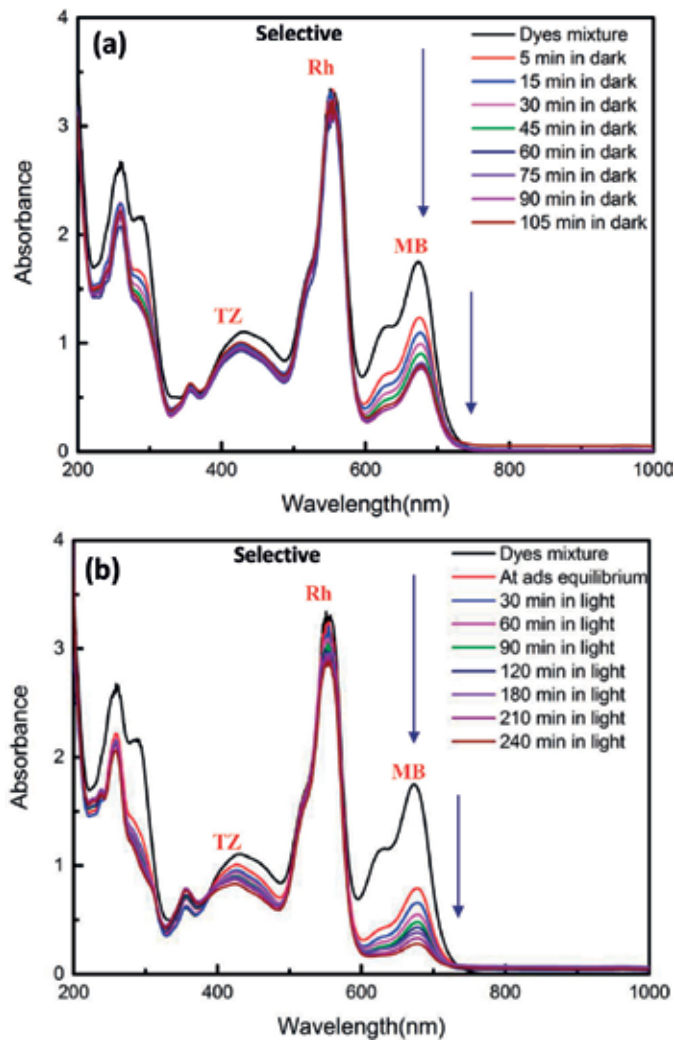 (a)
Selective
Rh
MB
TZ
Dyes mixture
5 min in dark
15 min in dark
30 min in dark
45 min in dark
60 min in dark
75 min in dark
90 min in dark
105 min in dark
4
3
2
1
0
Absorbance
200 400 600 800 1000
Wavelength(nm)
(b)
Selective
Rh
MB
TZ
Dyes mixture
At ads equilibrium
30 min in light
60 min in light
90 min in light
120 min in light
180 min in light
210 min in light
240 min in light
4
3
2
1
0
Absorbance
200 400 600 800 1000
Wavelength(nm)